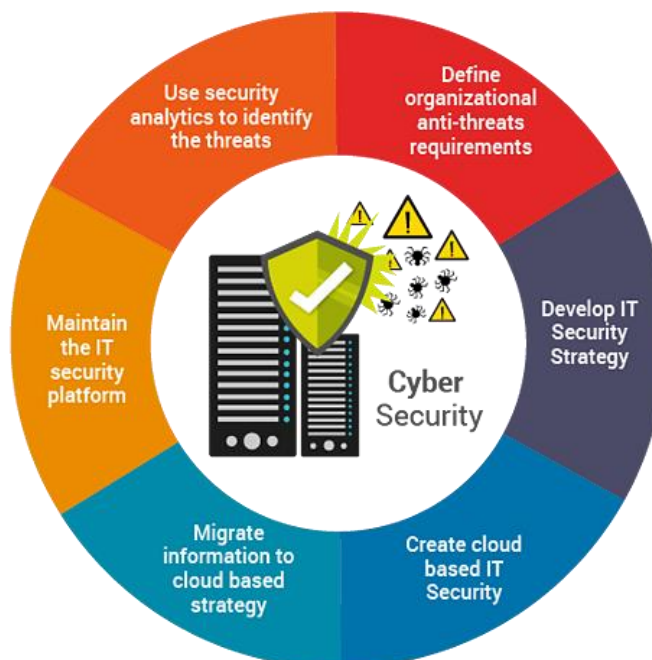 Use security
analytics to identify
the threats
Define
organizational
anti-threats
requirements
Develop IT
Security
Strategy
Create cloud
based IT
Security
Migrate
information to
cloud based
strategy
Maintain
the IT
security
platform
Cyber
Security